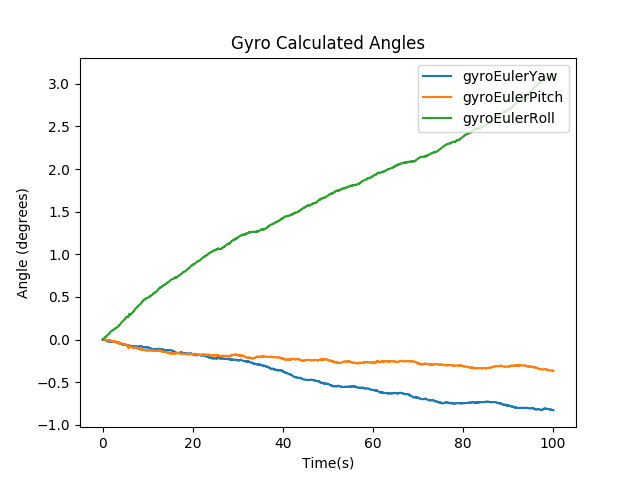 Gyro Calculated Angles
gyroEulerYaw
gyroEulerPitch
gyroEulerRoll
Angle (degrees)
3.0
2.5
2.0
1.5
1.0
0.5
0.0
−0.5
−1.0
0 20 40 60 80 100
Time(s)